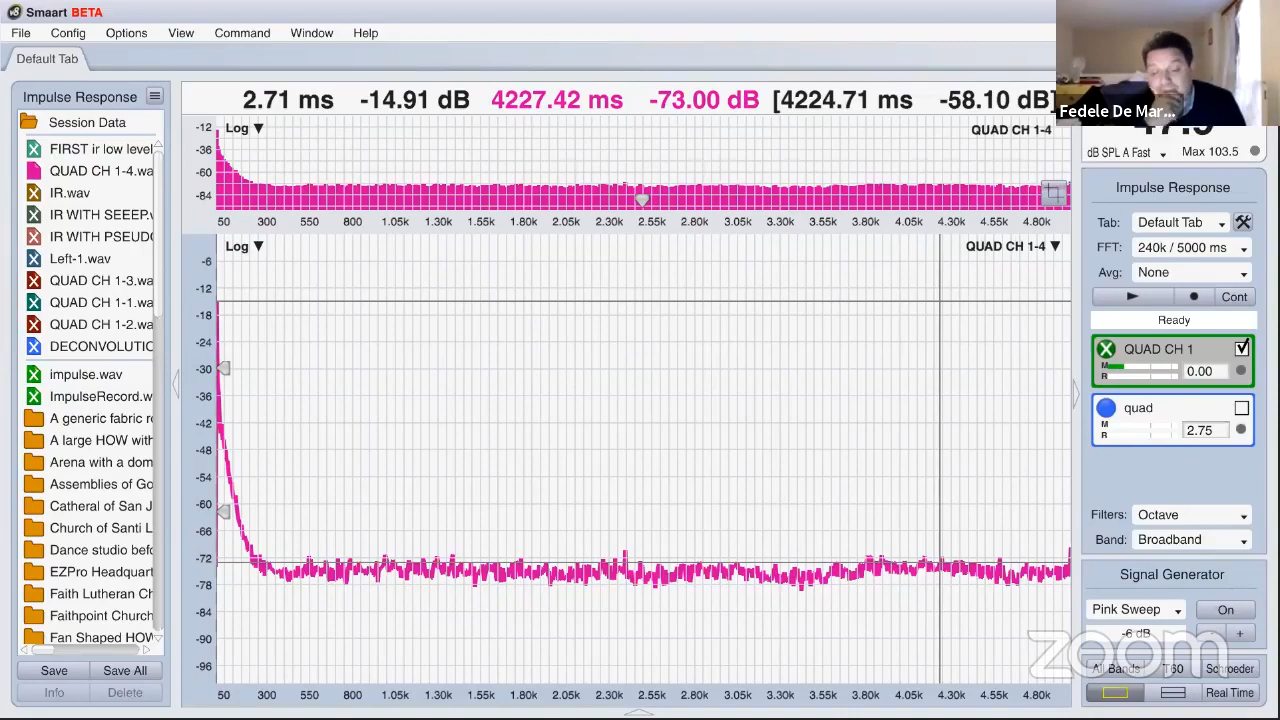 Smaart BETA
File Config Options View Command Window Help
Default Tab
Impulse Response
Session Data
FIRST ir low level
QUAD CH 1-4.wa
IR.wav
IR WITH SEEEP.v
IR WITH PSEUDO
Left-1.wav
QUAD CH 1-3.wa
QUAD CH 1-1.wa
QUAD CH 1-2.wa
DECONVOLUTIC
impulse.wav
ImpulseRecord.w
A generic fabric re
A large HOW with
Arena with a dom
Assemblies of Go
Catheral of San J
Church of Santi L
Dance studio befo
EZPro Headquart
Faith Lutheran Ch
Faithpoint Church
Fan Shaped HOW
Save Save All
Info Delete
2.71 ms -14.91 dB 4227.42 ms -73.00 dB [4224.71 ms -58.10 dB]
Log QUAD CH 1-4
-12
-36
-60
-84
50 300 550 800 1.05k 1.30k 1.55k 1.80k 2.05k 2.30k 2.55k 2.80k 3.05k 3.30k 3.55k 3.80k 4.05k 4.30k 4.55k 4.80k
Log QUAD CH 1-4
-6
-12
-18
-24
-30
-36
-42
-48
-54
-60
-66
-72
-78
-84
-90
-96
50 300 550 800 1.05k 1.30k 1.55k 1.80k 2.05k 2.30k 2.55k 2.80k 3.05k 3.30k 3.55k 3.80k 4.05k 4.30k 4.55k 4.80k
Fedele De Mar...
dB SPL A Fast Max 103.5
Impulse Response
Tab: Default Tab
FFT: 240k / 5000 ms
Avg: None
Cont
Ready
QUAD CH 1
M
R
0.00
quad
M
R
2.75
Filters: Octave
Band: Broadband
Signal Generator
Pink Sweep On
-6 dB +
zoom
All Bands T60 Schroeder
Real Time